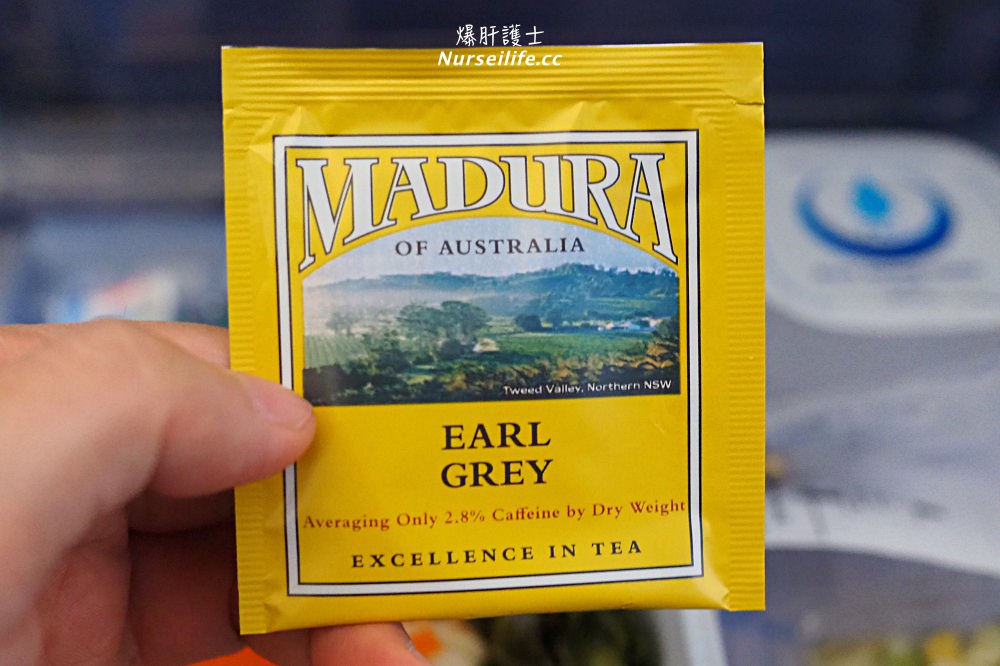 爆肝護士
Nurseilife.cc
MADURA
OF AUSTRALIA
Tweed Valley, Northern NSW
EARL
GREY
Averaging Only 2.8% Caffeine by Dry Weight
EXCELLENCE IN TEA